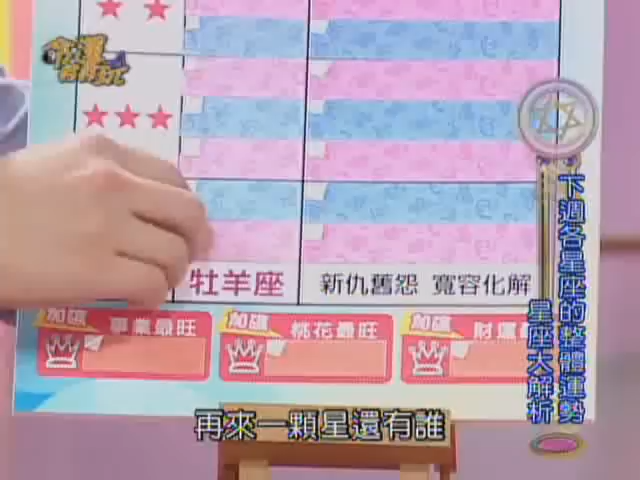 下週各星座的整體運勢
星座大解析
牡羊座
新仇舊怨 寬容化解
加碼 事業最旺
加碼 桃花最旺
加碼 財運最
再來一顆星還有誰